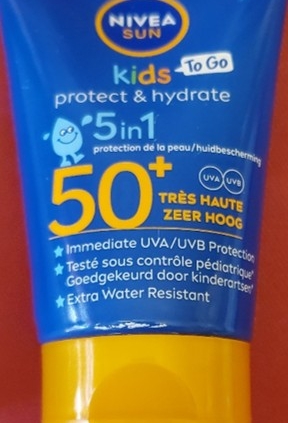 NIVEA
SUN
kids To Go
protect & hydrate
5in1
protection de la peau/huidbescherming
50+
UVA UVB
TRÈS HAUTE
ZEER HOOG
Immediate UVA/UVB Protection
Testé sous contrôle pédiatrique*
Goedgekeurd door kinderartsen*
Extra Water Resistant